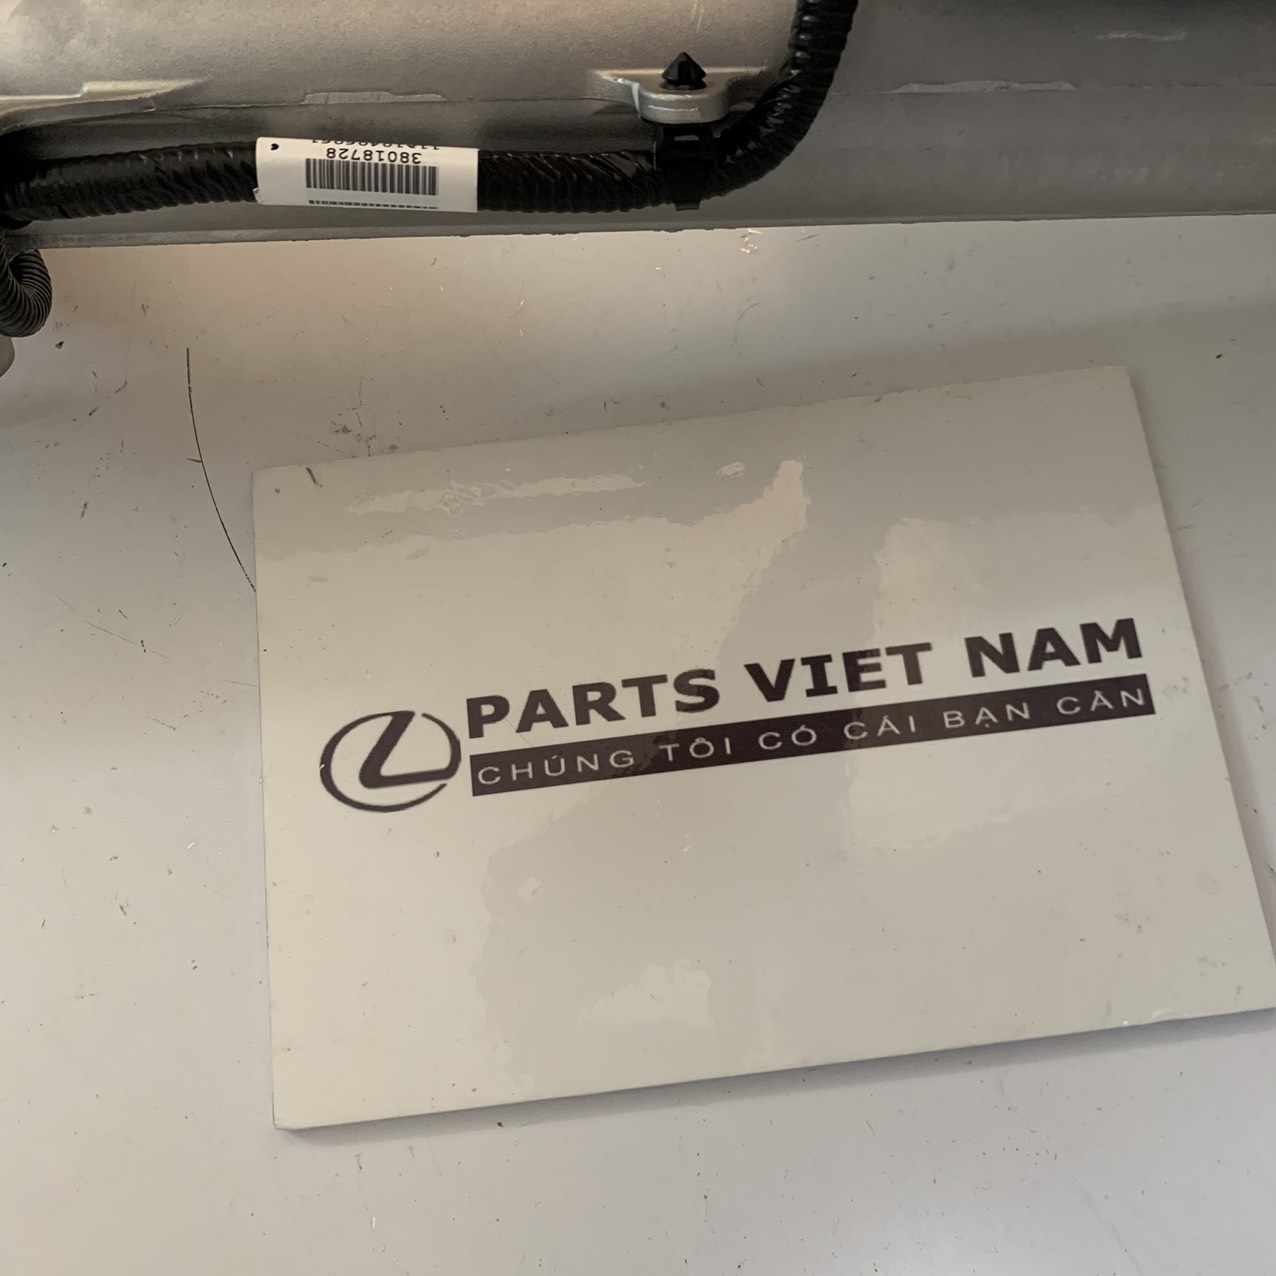 38018728
PARTS VIET NAM
CHÚNG TÔI CÓ CÁI BẠN CẦN